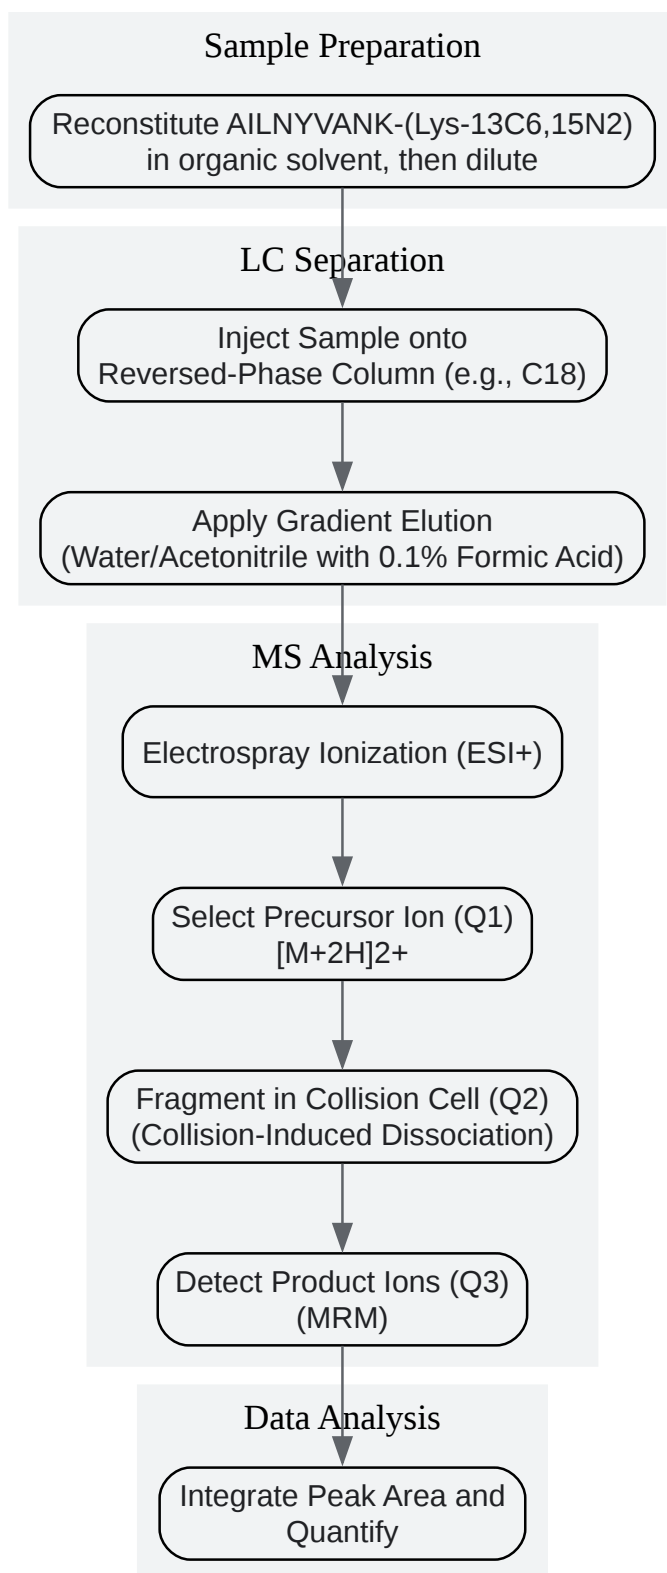 Sample Preparation
Reconstitute AILNYVANK-(Lys-13C6,15N2)
in organic solvent, then dilute
LC Separation
Inject Sample onto
Reversed-Phase Column (e.g., C18)
Apply Gradient Elution
(Water/Acetonitrile with 0.1% Formic Acid)
MS Analysis
Electrospray Ionization (ESI+)
Select Precursor Ion (Q1)
[M+2H]2+
Fragment in Collision Cell (Q2)
(Collision-Induced Dissociation)
Detect Product Ions (Q3)
(MRM)
Data Analysis
Integrate Peak Area and
Quantify